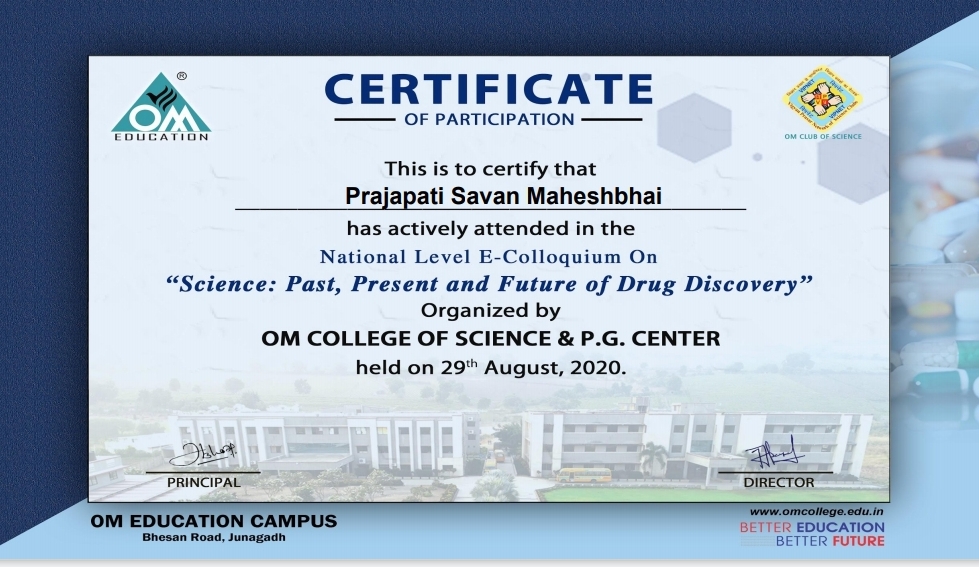 ®
OM
EDUCATION
CERTIFICATE
OF PARTICIPATION
OM CLUB OF SCIENCE
This is to certify that
Prajapati Savan Maheshbhai
has actively attended in the
National Level E-Colloquium On
“Science: Past, Present and Future of Drug Discovery”
Organized by
OM COLLEGE OF SCIENCE & P.G. CENTER
held on 29th August, 2020.
PRINCIPAL
DIRECTOR
OM EDUCATION CAMPUS
Bhesan Road, Junagadh
www.omcollege.edu.in
BETTER EDUCATION
BETTER FUTURE